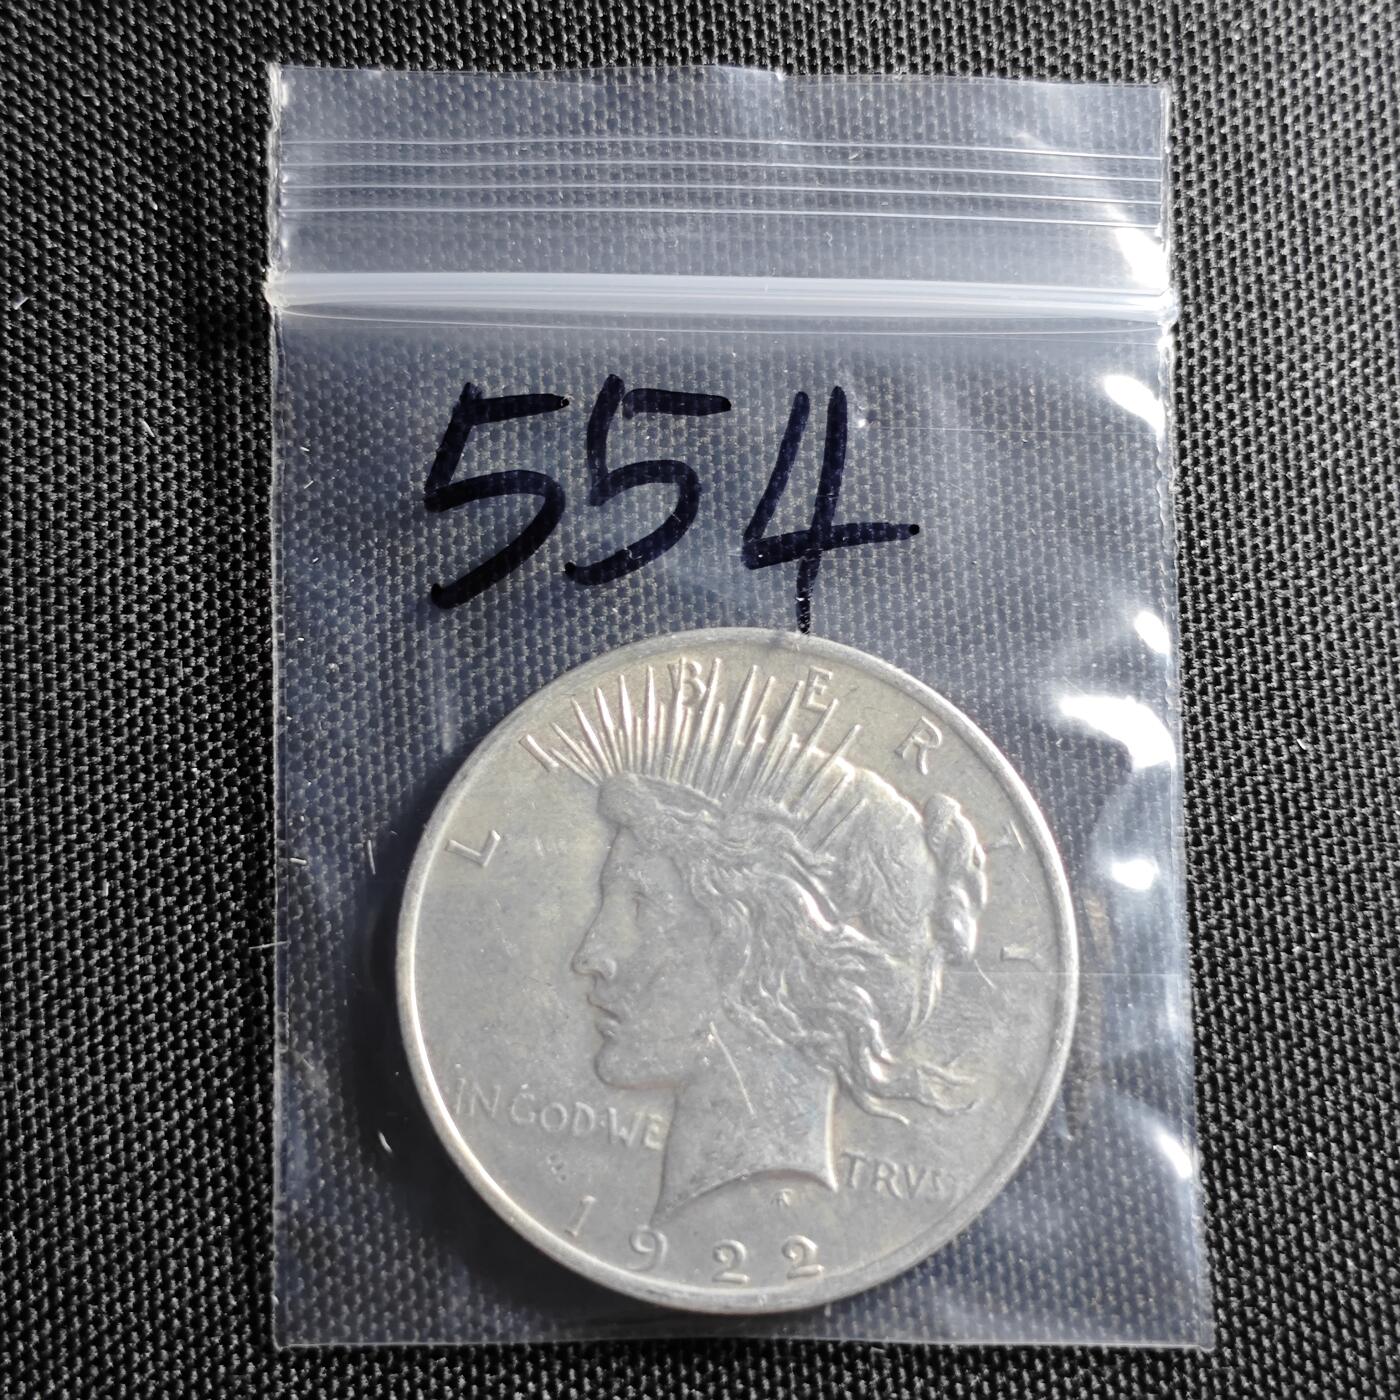 554
LIBERTY
IN GOD WE TRVST
1922